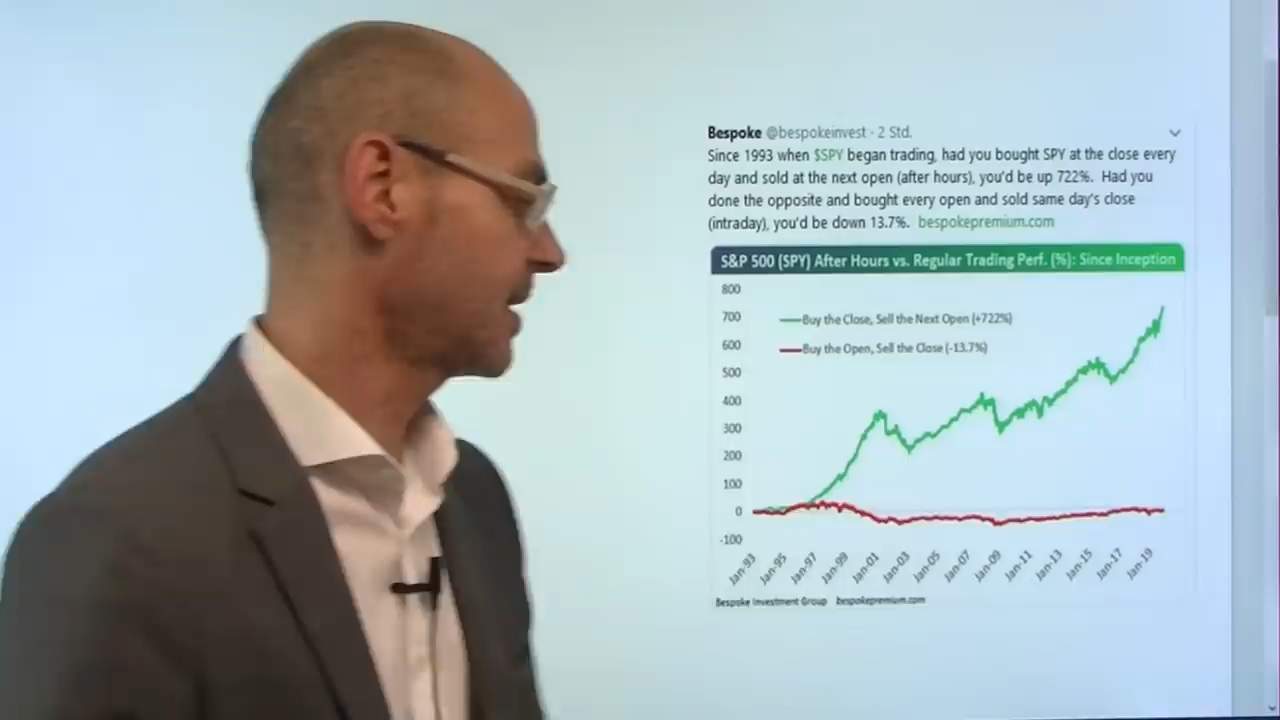 Bespoke @bespokeinvest · 2 Std.
Since 1993 when $SPY began trading, had you bought SPY at the close every
day and sold at the next open (after hours), you'd be up 722%. Had you
done the opposite and bought every open and sold same day's close
(intraday), you'd be down 13.7%. bespokepremium.com
S&P 500 (SPY) After Hours vs. Regular Trading Perf. (%): Since Inception
800
700
600
500
400
300
200
100
0
-100
Buy the Close, Sell the Next Open (+722%)
Buy the Open, Sell the Close (-13.7%)
Jan-93 Jan-95 Jan-97 Jan-99 Jan-01 Jan-03 Jan-05 Jan-07 Jan-09 Jan-11 Jan-13 Jan-15 Jan-17 Jan-19
Bespoke Investment Group bespokepremium.com